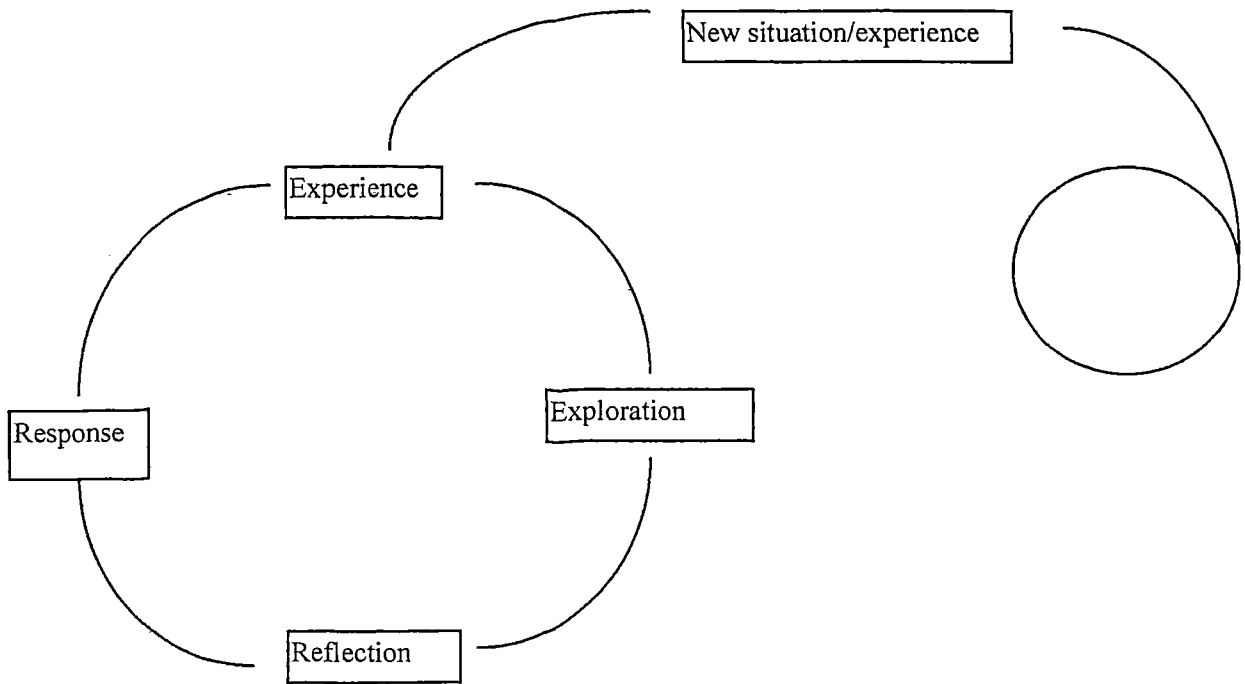 New situation/experience
Experience
Exploration
Response
Reflection